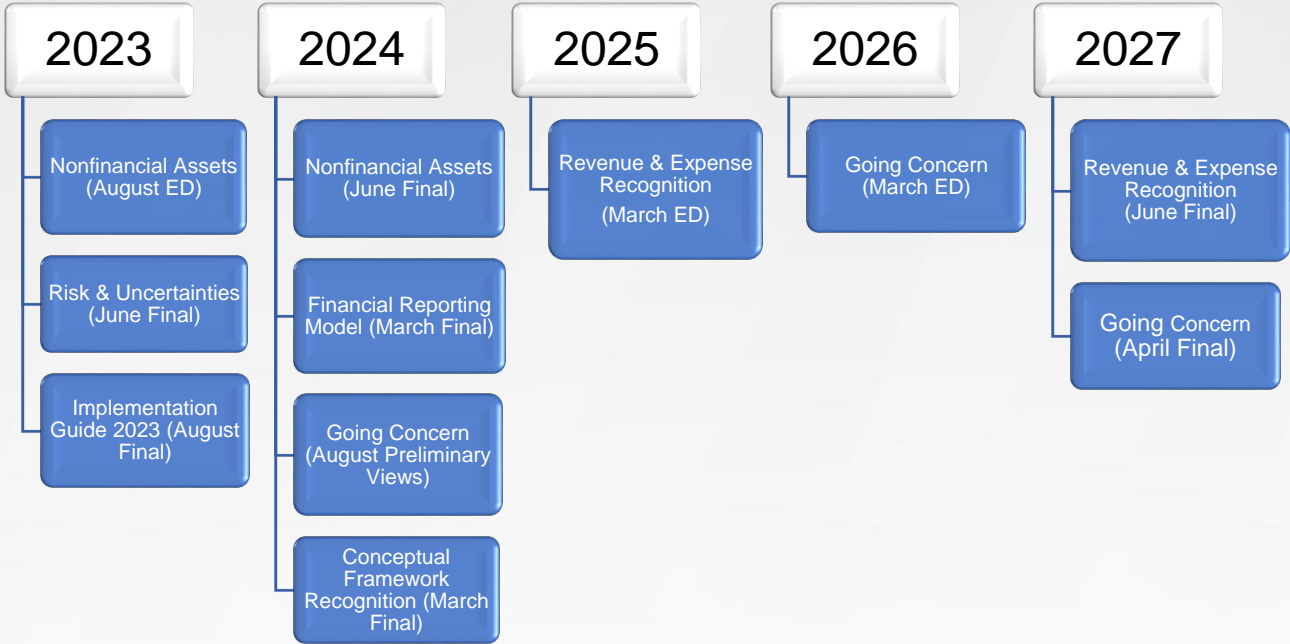 2023
Nonfinancial Assets
(August ED)
Risk & Uncertainties
(June Final)
Implementation
Guide 2023 (August
Final)
2024
Nonfinancial Assets
(June Final)
Financial Reporting
Model (March Final)
Going Concern
(August Preliminary
Views)
Conceptual
Framework
Recognition (March
Final)
2025
Revenue & Expense
Recognition
(March ED)
2026
Going Concern
(March ED)
2027
Revenue & Expense
Recognition
(June Final)
Going Concern
(April Final)